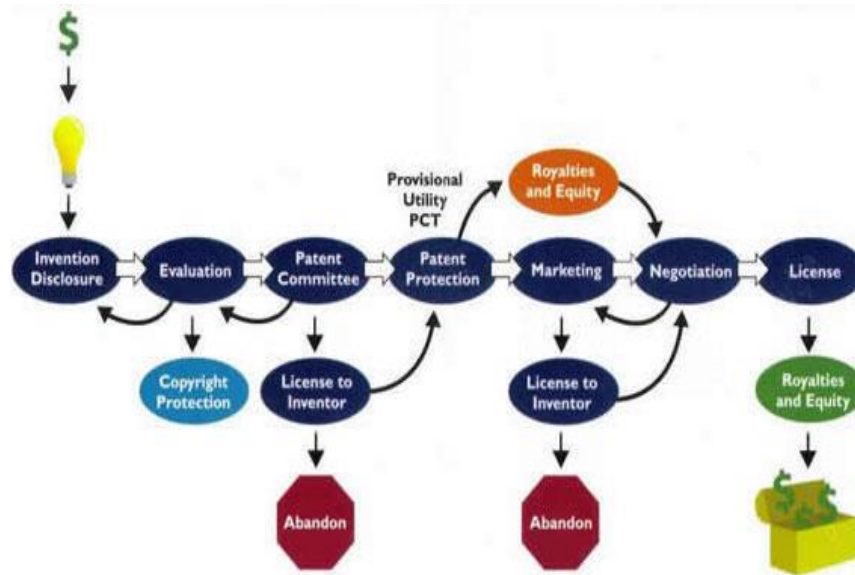 $
Provisional
Utility
PCT
Royalties
and Equity
Invention
Disclosure
Evaluation
Patent
Committee
Patent
Protection
Marketing
Negotiation
License
Copyright
Protection
License to
Inventor
License to
Inventor
Royalties
and Equity
Abandon
Abandon
$
$
$